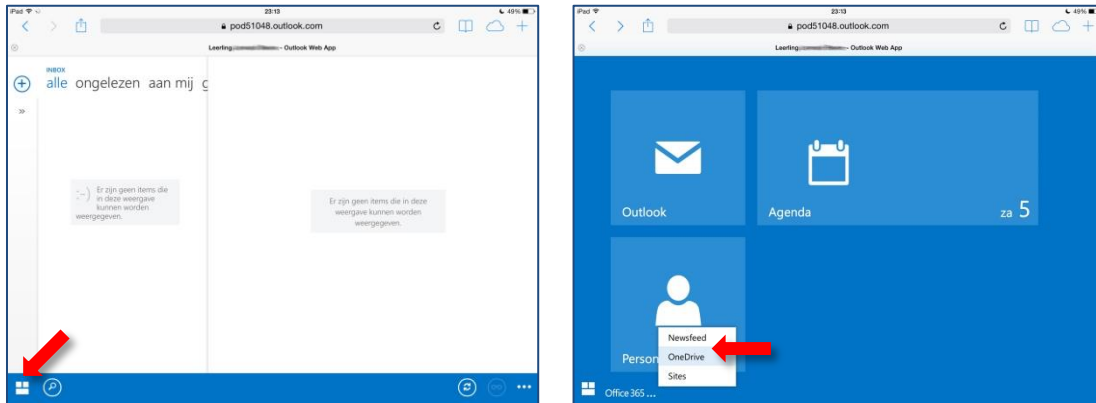 iPad
23:13
49%
pod51048.outlook.com
Leerling - Outlook Web App
INBOX
alle ongelezen aan mij g
»
:-) Er zijn geen items die
in deze weergave
kunnen worden
weergegeven.
Er zijn geen items die in deze
weergave kunnen worden
weergegeven.
iPad
23:13
49%
pod51048.outlook.com
Leerling - Outlook Web App
Outlook
Agenda
za 5
Newsfeed
Person
OneDrive
Sites
Office 365 ...